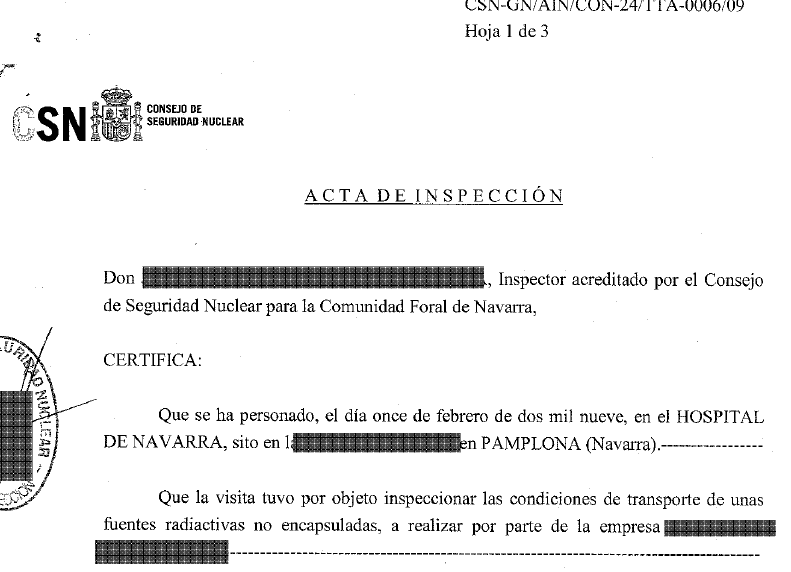 CSN-GN/AIN/CON-24/TTA-0006/09
Hoja 1 de 3
CSN
CONSEJO DE
SEGURIDAD NUCLEAR
ACTA DE INSPECCIÓN
Don , Inspector acreditado por el Consejo
de Seguridad Nuclear para la Comunidad Foral de Navarra,
CERTIFICA:
Que se ha personado, el día once de febrero de dos mil nueve, en el HOSPITAL
DE NAVARRA, sito en la en PAMPLONA (Navarra).-----------------
Que la visita tuvo por objeto inspeccionar las condiciones de transporte de unas
fuentes radiactivas no encapsuladas, a realizar por parte de la empresa
NUCLEAR